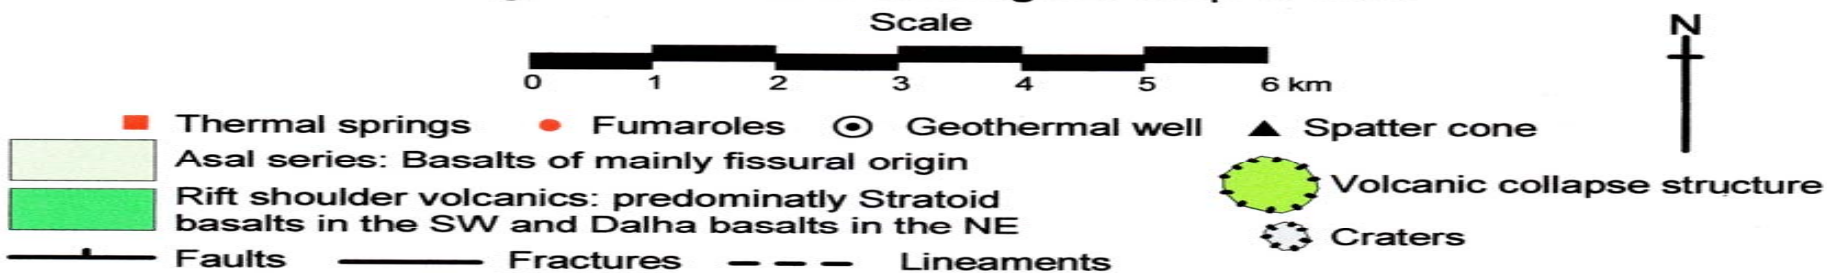 Scale
N
0 1 2 3 4 5 6 km
Thermal springs Fumaroles Geothermal well Spatter cone
Asal series: Basalts of mainly fissural origin
Rift shoulder volcanics: predominatly Stratoid
basalts in the SW and Dalha basalts in the NE
Volcanic collapse structure
Craters
Faults Fractures Lineaments